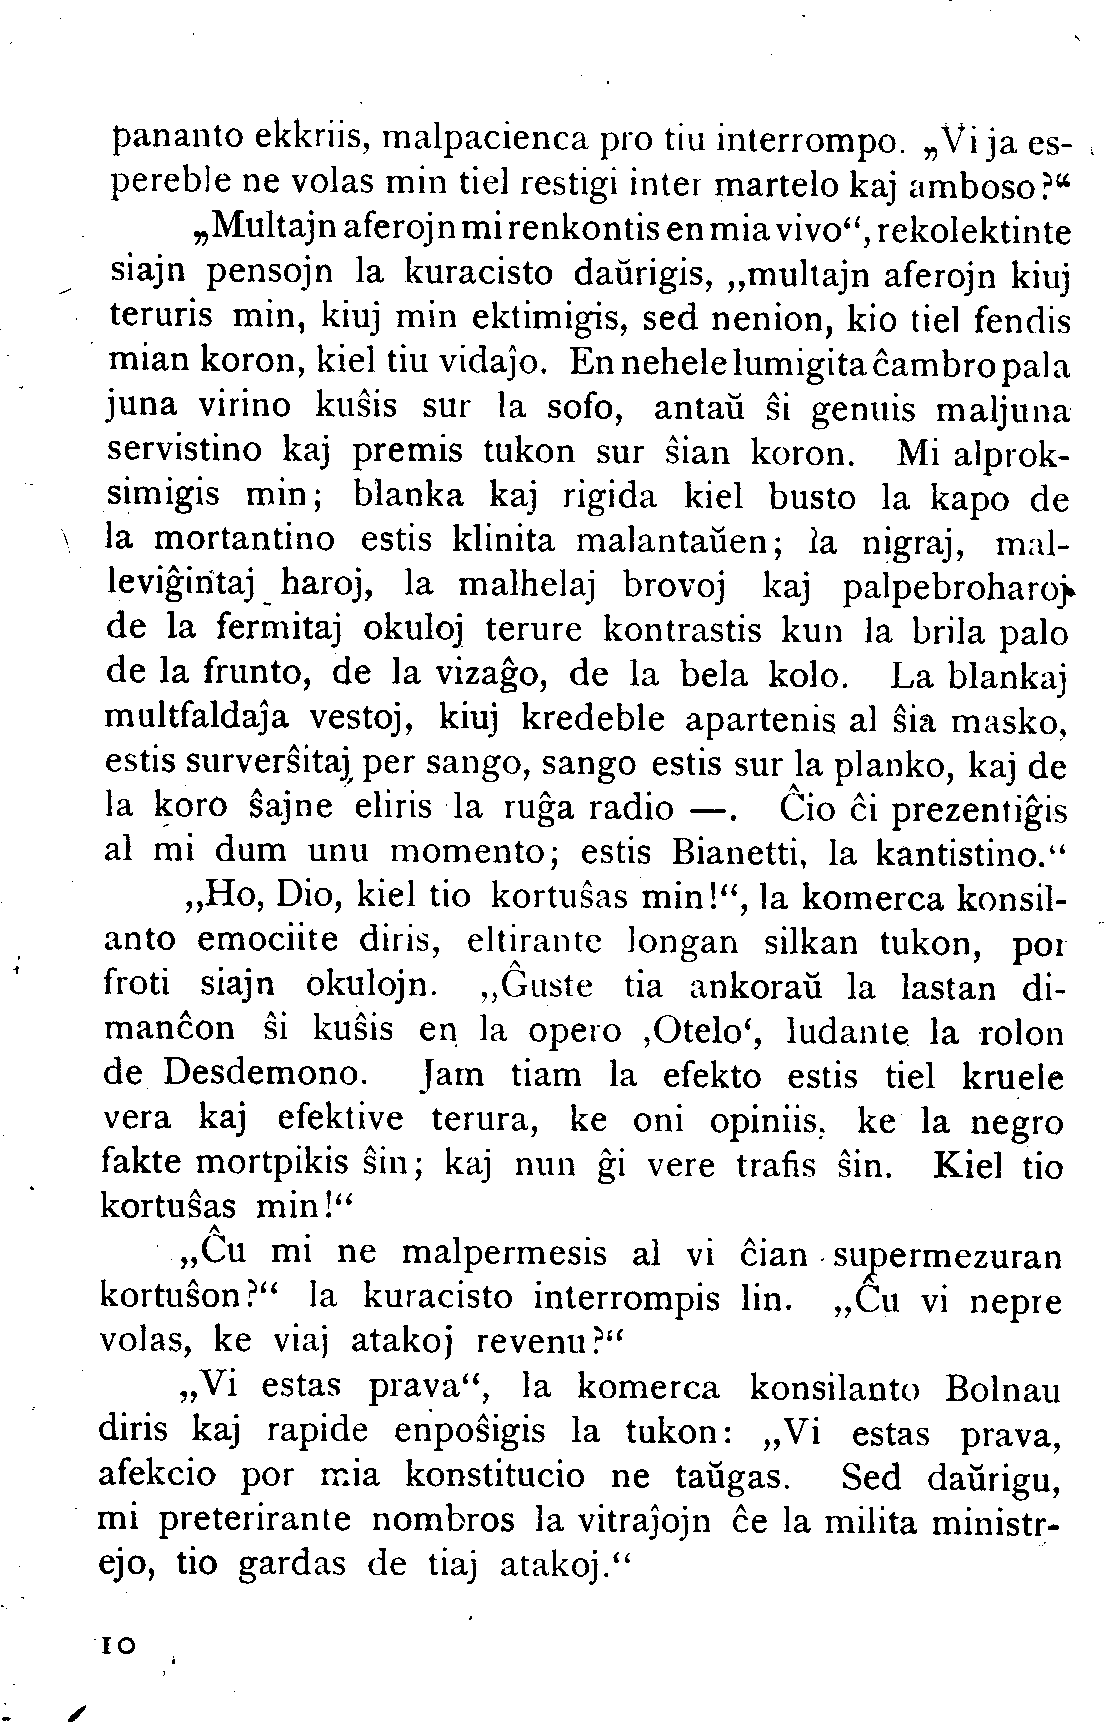 pananto ekkriis, malpacienca pro tiu interrompo. „Vi ja es-
pereble ne volas min tiel restigi inter martelo kaj amboso?“
„Multajn aferojn mi renkontis en mia vivo“, rekolektinte
siajn pensojn la kuracisto daŭrigis, „multajn aferojn kiuj
teruris min, kiuj min ektimigis, sed nenion, kio tiel fendis
mian koron, kiel tiu vidaĵo. En nehele lumigita ĉambro pala
juna virino kuŝis sur la sofo, antaŭ ŝi genuis maljuna
servistino kaj premis tukon sur ŝian koron. Mi alprok-
simigis min; blanka kaj rigida kiel busto la kapo de
la mortantino estis klinita malantaŭen; la nigraj, mal-
leviĝintaj haroj, la malhelaj brovoj kaj palpebroharoj
de la fermitaj okuloj terure kontrastis kun la brila palo
de la frunto, de la vizaĝo, de la bela kolo. La blankaj
multfaldaĵa vestoj, kiuj kredeble apartenis al ŝia masko,
estis surverŝitaj per sango, sango estis sur la planko, kaj de
la koro ŝajne eliris la ruĝa radio —. Ĉio ĉi prezentiĝis
al mi dum unu momento; estis Bianetti, la kantistino.“
„Ho, Dio, kiel tio kortuŝas min!“, la komerca konsil-
anto emociite diris, eltirante longan silkan tukon, por
froti siajn okulojn. „Ĝuste tia ankoraŭ la lastan di-
manĉon ŝi kuŝis en la opero ‚Otelo‘, ludante la rolon
de Desdemono. Jam tiam la efekto estis tiel kruele
vera kaj efektive terura, ke oni opiniis, ke la negro
fakte mortpikis ŝin; kaj nun ĝi vere trafis ŝin. Kiel tio
kortuŝas min!“
„Ĉu mi ne malpermesis al vi ĉian supermezuran
kortuŝon?“ la kuracisto interrompis lin. „Ĉu vi nepre
volas, ke viaj atakoj revenu?“
„Vi estas prava“, la komerca konsilanto Bolnau
diris kaj rapide enpoŝigis la tukon: „Vi estas prava,
afekcio por mia konstitucio ne taŭgas. Sed daŭrigu,
mi preterirante nombros la vitraĵojn ĉe la milita ministr-
ejo, tio gardas de tiaj atakoj.“
10